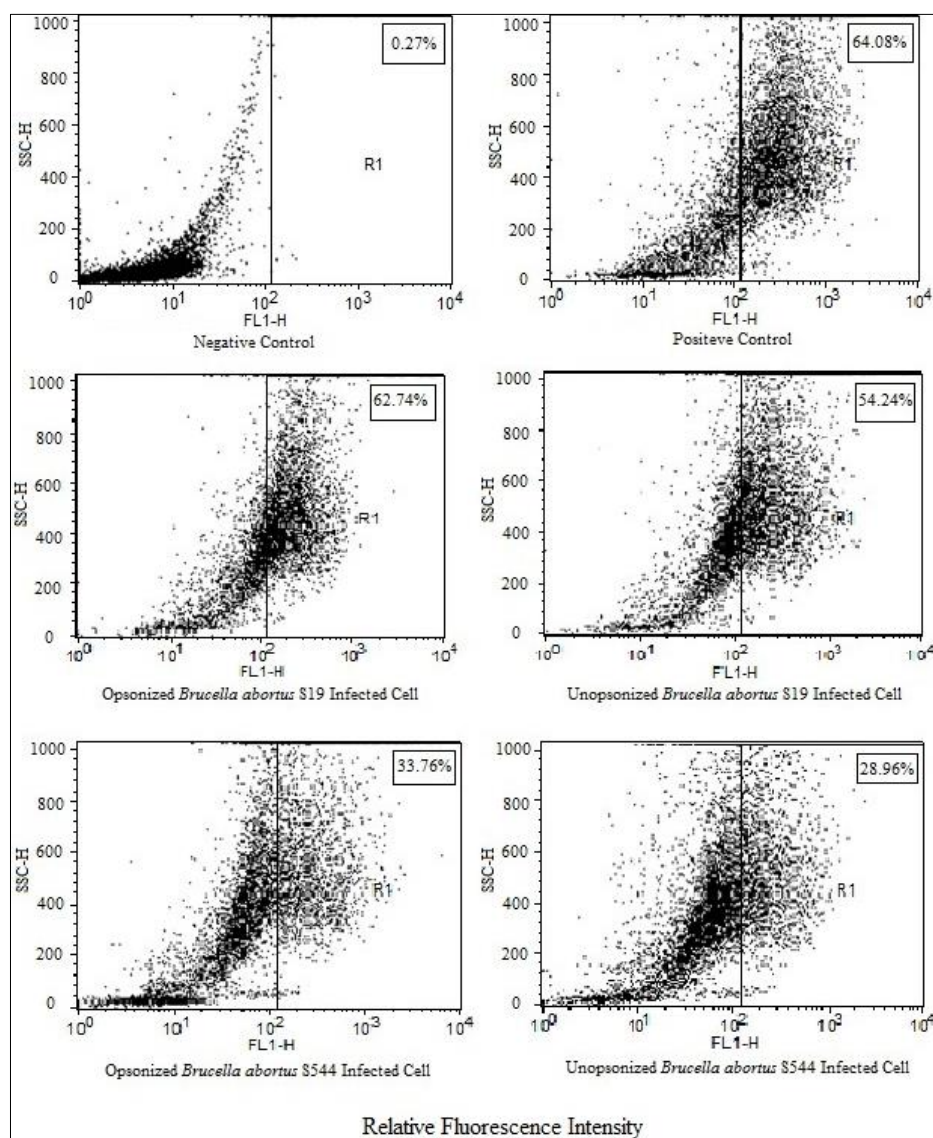 1000
0.27%
800
600
SSC-H
R1
400
200
0
10^0 10^1 10^2 10^3 10^4
FL1-H
Negative Control
1000
64.08%
800
600
SSC-H
R1
400
200
0
10^0 10^1 10^2 10^3 10^4
FL1-H
Positeve Control
1000
62.74%
800
600
SSC-H
R1
400
200
0
10^0 10^1 10^2 10^3 10^4
FL1-H
Opsonized Brucella abortus S19 Infected Cell
1000
54.24%
800
600
SSC-H
R1
400
200
0
10^0 10^1 10^2 10^3 10^4
FL1-H
Unopsonized Brucella abortus S19 Infected Cell
1000
33.76%
800
600
SSC-H
R1
400
200
0
10^0 10^1 10^2 10^3 10^4
FL1-H
Opsonized Brucella abortus S544 Infected Cell
1000
28.96%
800
600
SSC-H
R1
400
200
0
10^0 10^1 10^2 10^3 10^4
FL1-H
Unopsonized Brucella abortus S544 Infected Cell
Relative Fluorescence Intensity